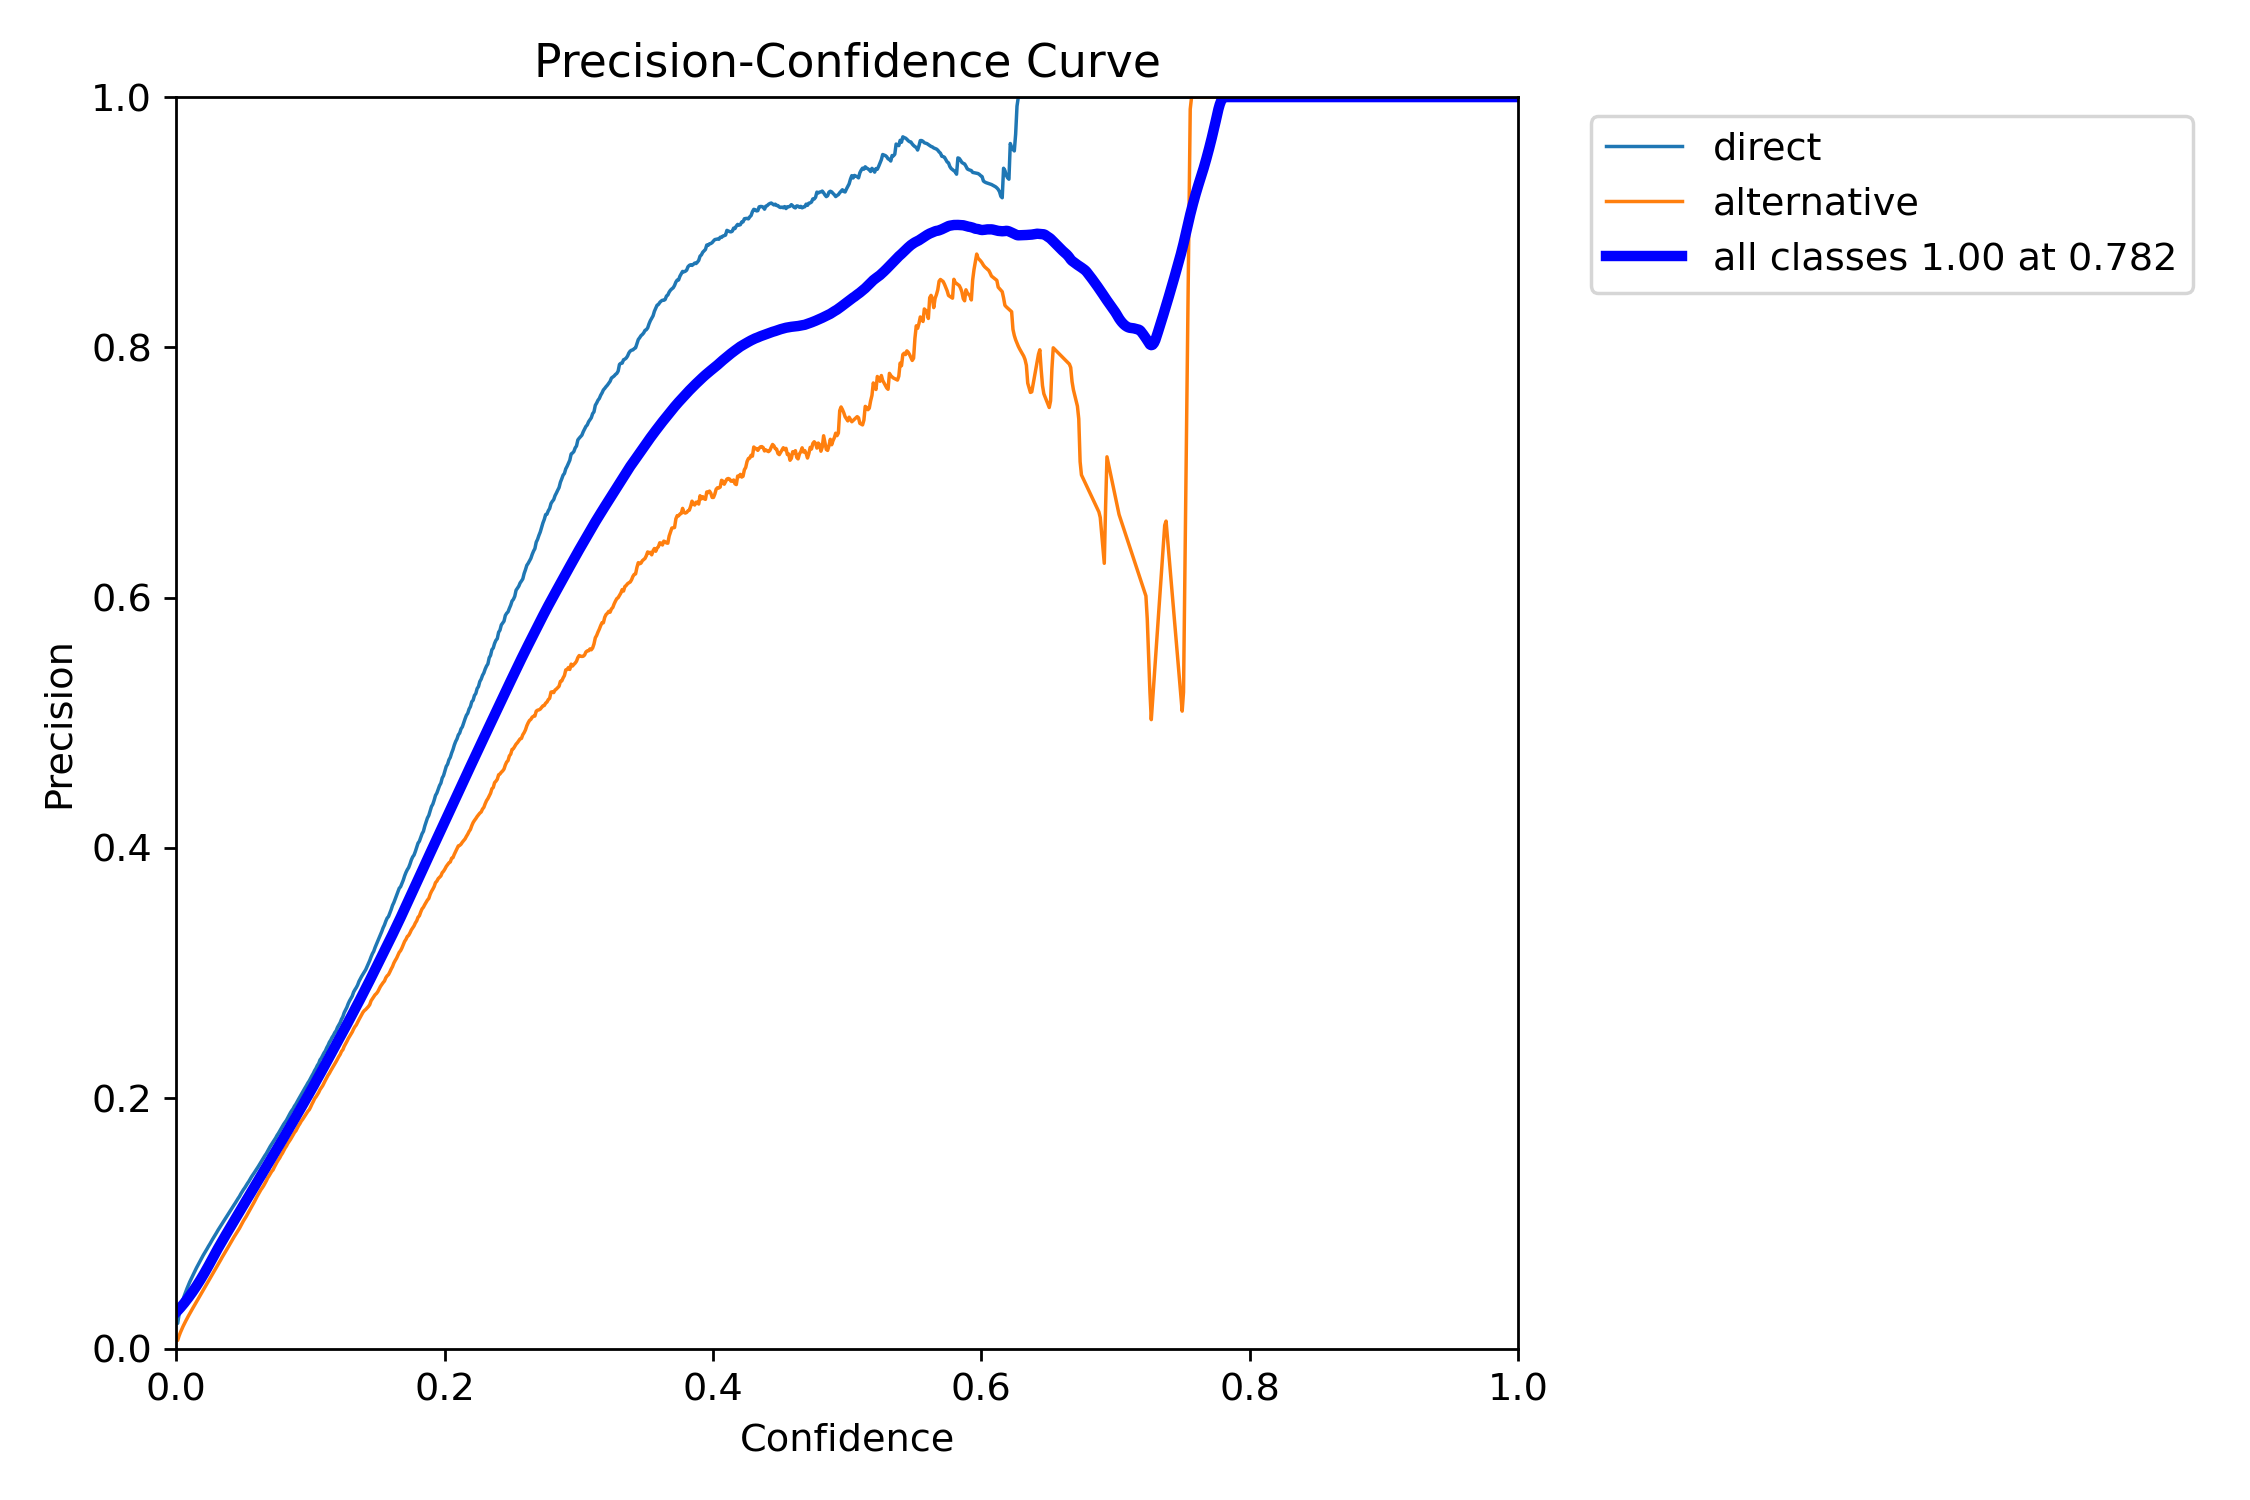 Precision-Confidence Curve
1.0
0.8
0.6
0.4
0.2
0.0
Precision
0.0 0.2 0.4 0.6 0.8 1.0
Confidence
direct
alternative
all classes 1.00 at 0.782